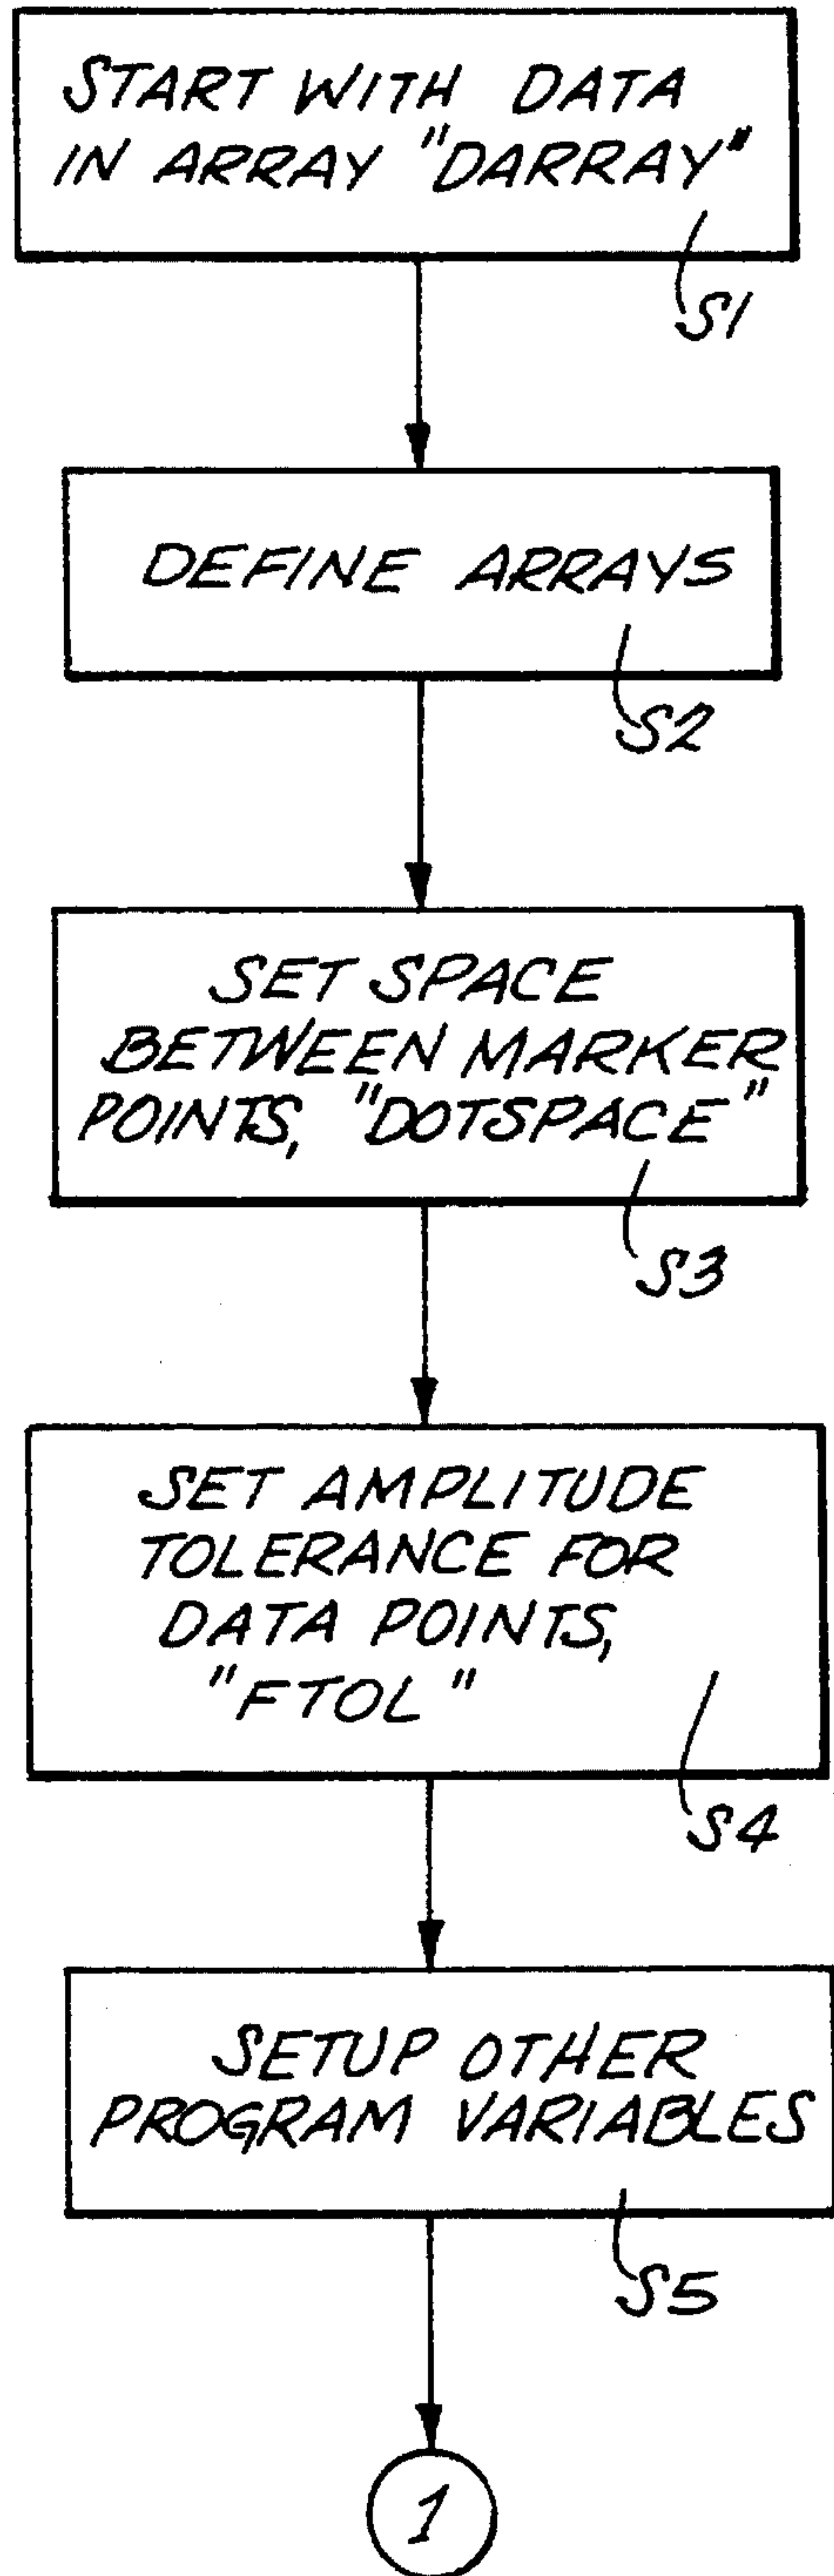 START WITH DATA
IN ARRAY "DARRAY"
S1
DEFINE ARRAYS
S2
SET SPACE
BETWEEN MARKER
POINTS, "DOTSPACE"
S3
SET AMPLITUDE
TOLERANCE FOR
DATA POINTS,
"FTOL"
S4
SETUP OTHER
PROGRAM VARIABLES
S5
1